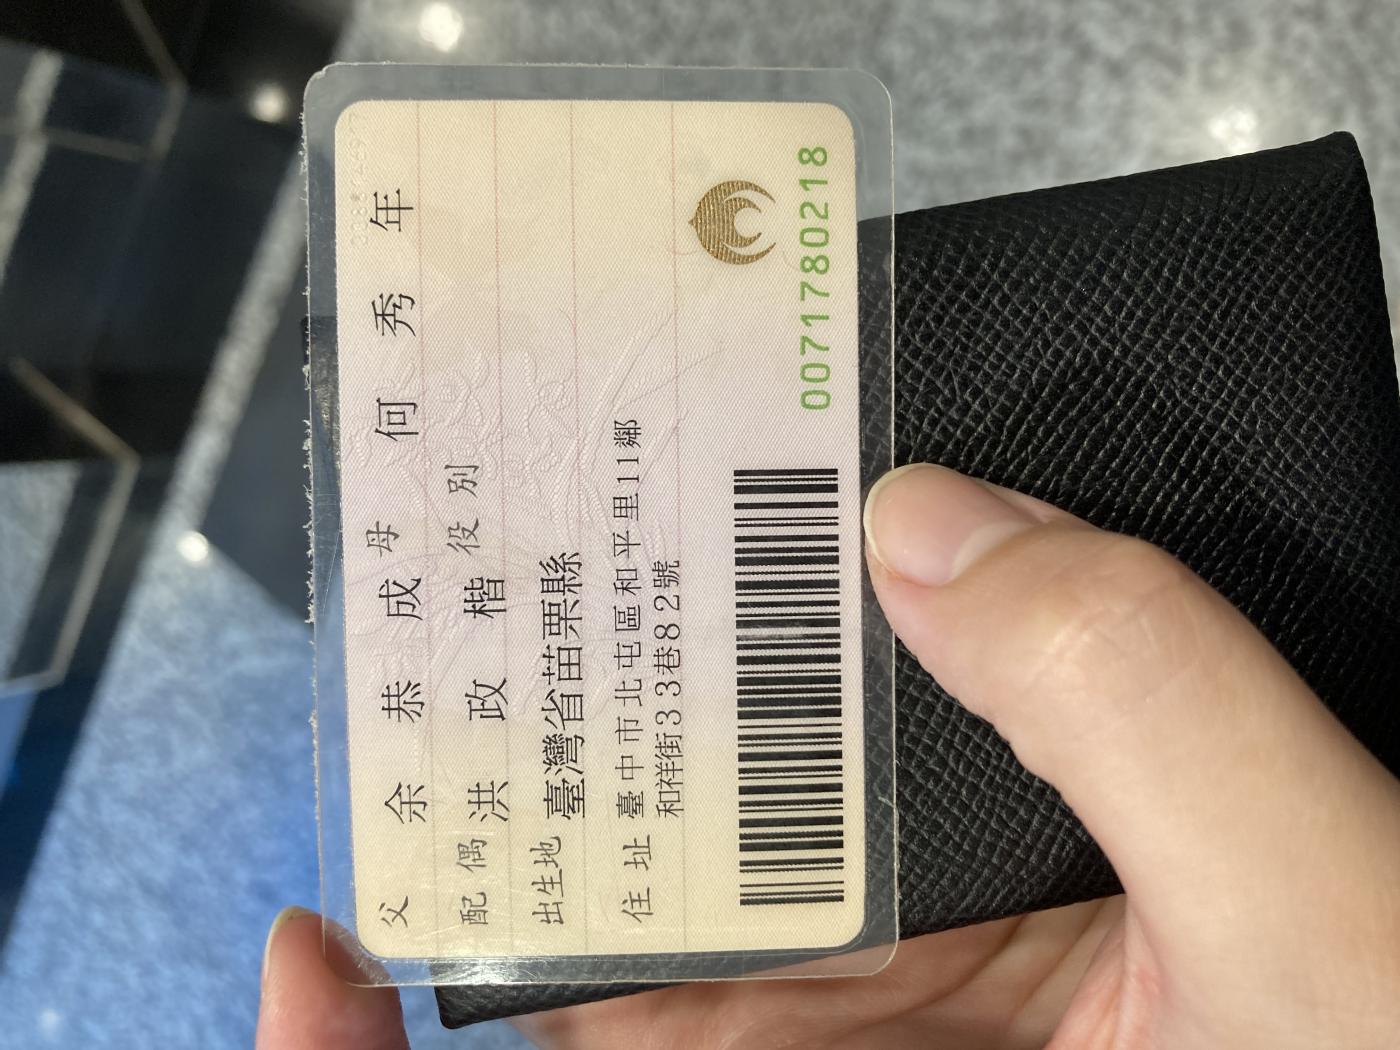 父 余恭成 母 何秀年
配偶 洪政楷 役別
出生地 臺灣省苗栗縣
住址 臺中市北屯區和平里11鄰
和祥街33巷82號
0071780218